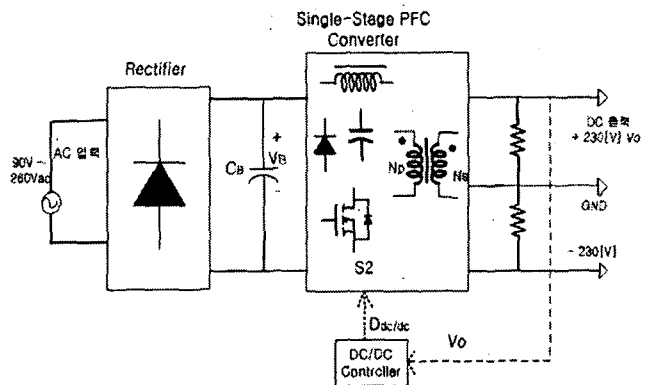 Single-Stage PFC
Converter
Rectifier
AC 입력
90V ~
260Vac
CB
+
VB
-
Np
Ns
S2
DC 출력
+ 230[V] Vo
GND
- 230[V]
Ddc/dc
Vo
DC/DC
Controller